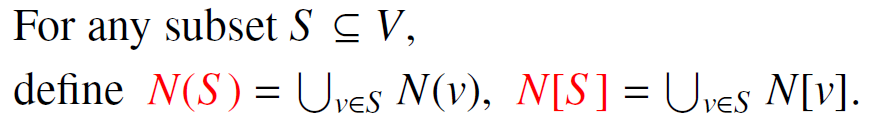 For any subset S ⊆ V,
define N(S) = ⋃_{v∈S} N(v), N[S] = ⋃_{v∈S} N[v].